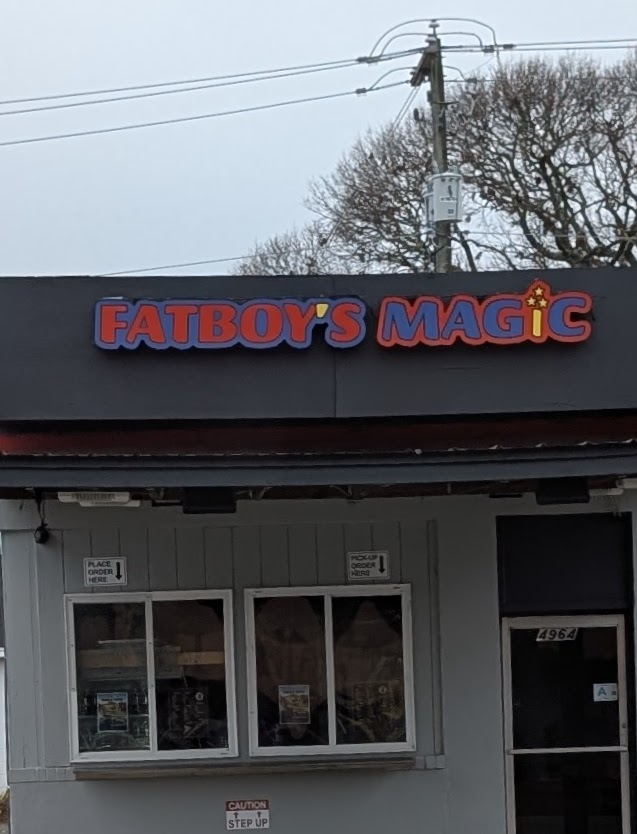 FATBOY'S MAGiC
PLACE
ORDER
HERE
PICK-UP
ORDER
HERE
4964
A
CAUTION
STEP UP